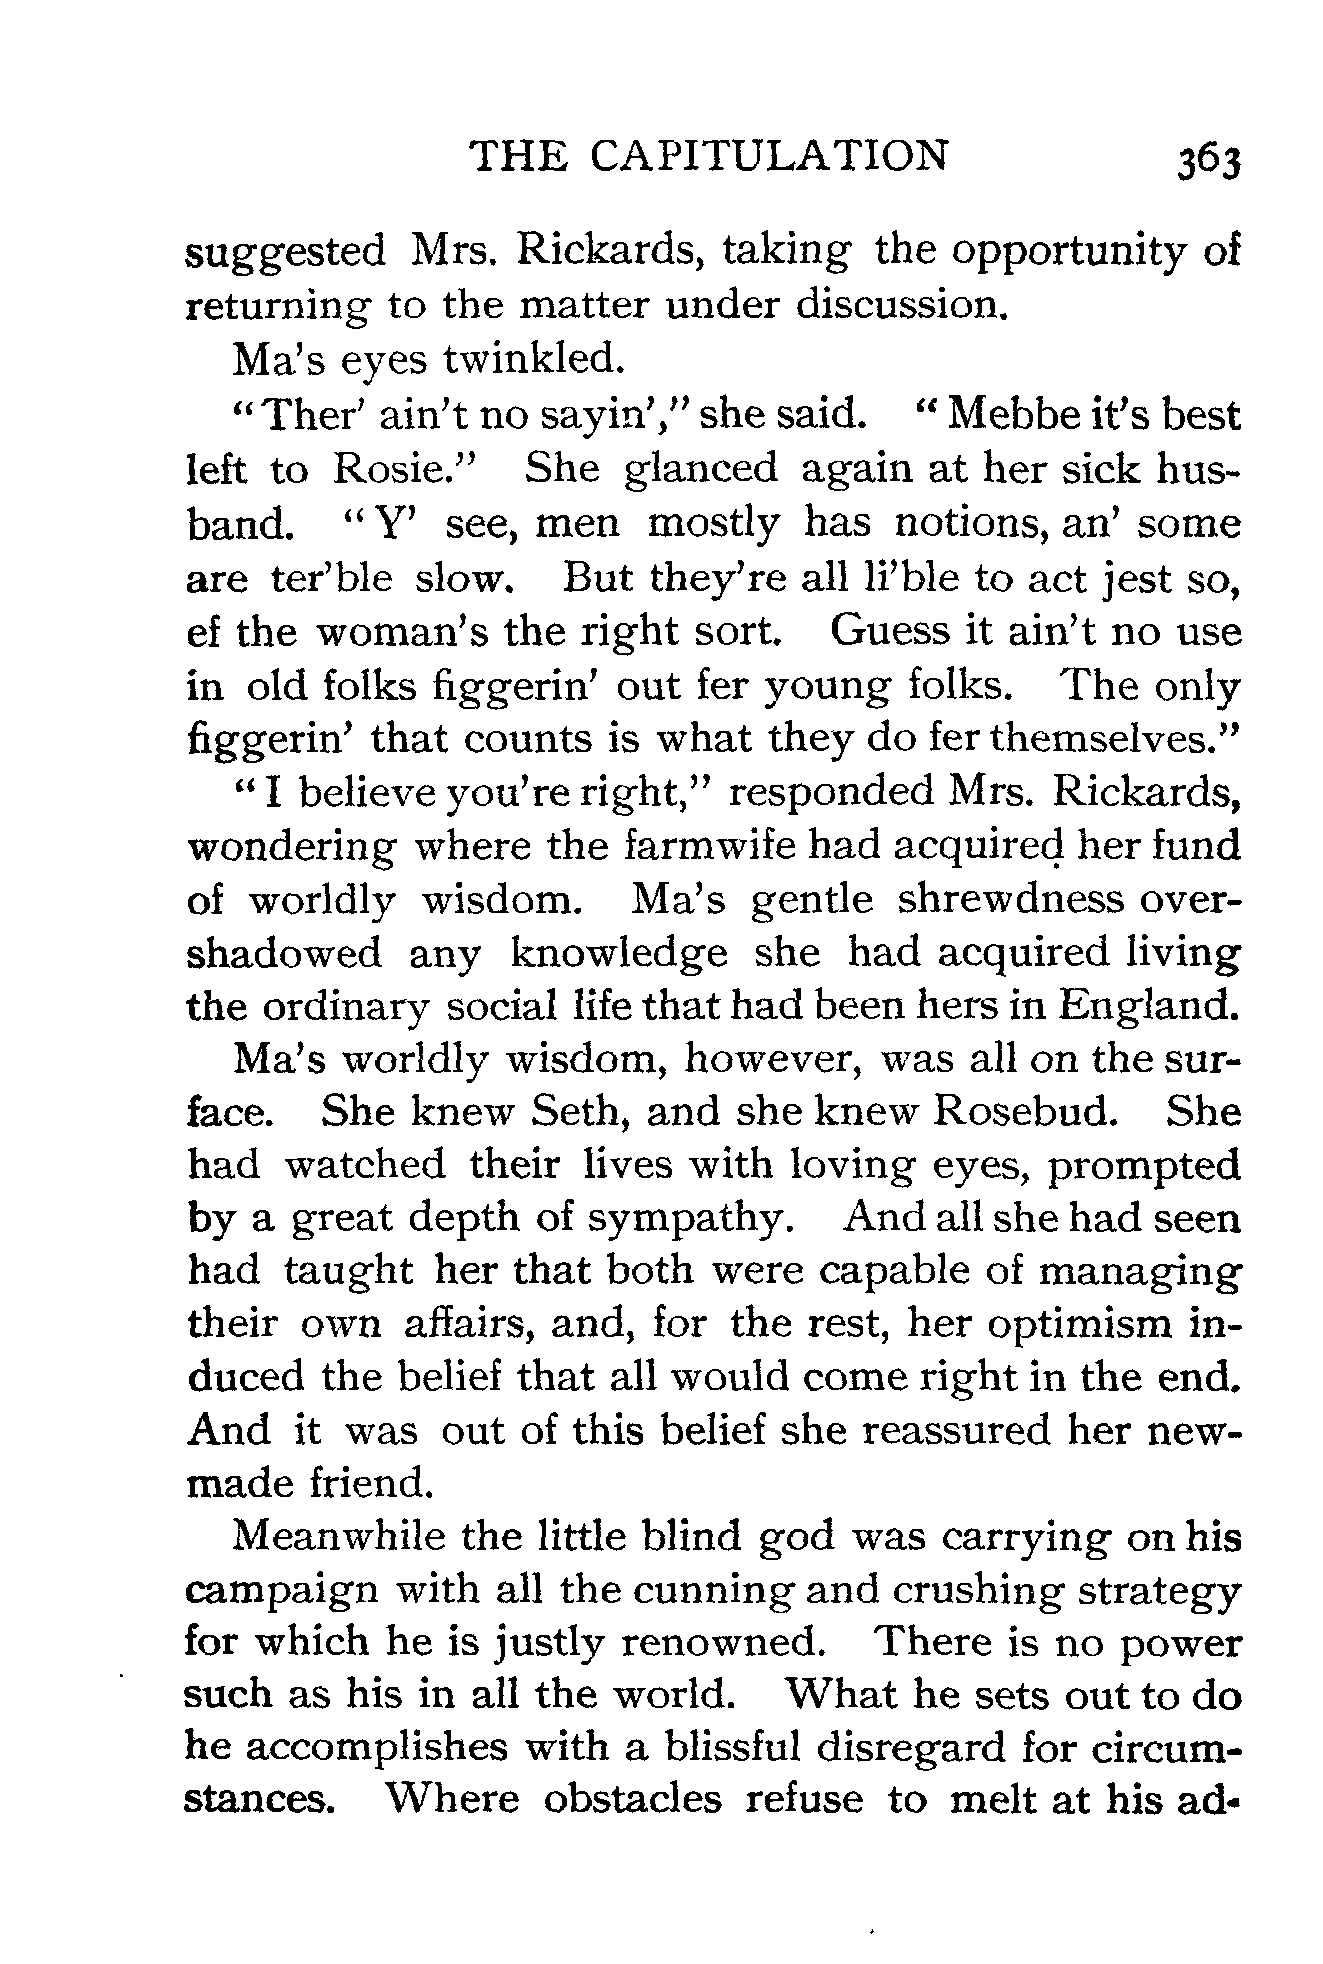 THE CAPITULATION 363
suggested Mrs. Rickards, taking the opportunity of
returning to the matter under discussion.
Ma's eyes twinkled.
"Ther' ain't no sayin'," she said. "Mebbe it's best
left to Rosie." She glanced again at her sick hus-
band. "Y' see, men mostly has notions, an' some
are ter'ble slow. But they're all li'ble to act jest so,
ef the woman's the right sort. Guess it ain't no use
in old folks figgerin' out fer young folks. The only
figgerin' that counts is what they do fer themselves."
"I believe you're right," responded Mrs. Rickards,
wondering where the farmwife had acquired her fund
of worldly wisdom. Ma's gentle shrewdness over-
shadowed any knowledge she had acquired living
the ordinary social life that had been hers in England.
Ma's worldly wisdom, however, was all on the sur-
face. She knew Seth, and she knew Rosebud. She
had watched their lives with loving eyes, prompted
by a great depth of sympathy. And all she had seen
had taught her that both were capable of managing
their own affairs, and, for the rest, her optimism in-
duced the belief that all would come right in the end.
And it was out of this belief she reassured her new-
made friend.
Meanwhile the little blind god was carrying on his
campaign with all the cunning and crushing strategy
for which he is justly renowned. There is no power
such as his in all the world. What he sets out to do
he accomplishes with a blissful disregard for circum-
stances. Where obstacles refuse to melt at his ad-